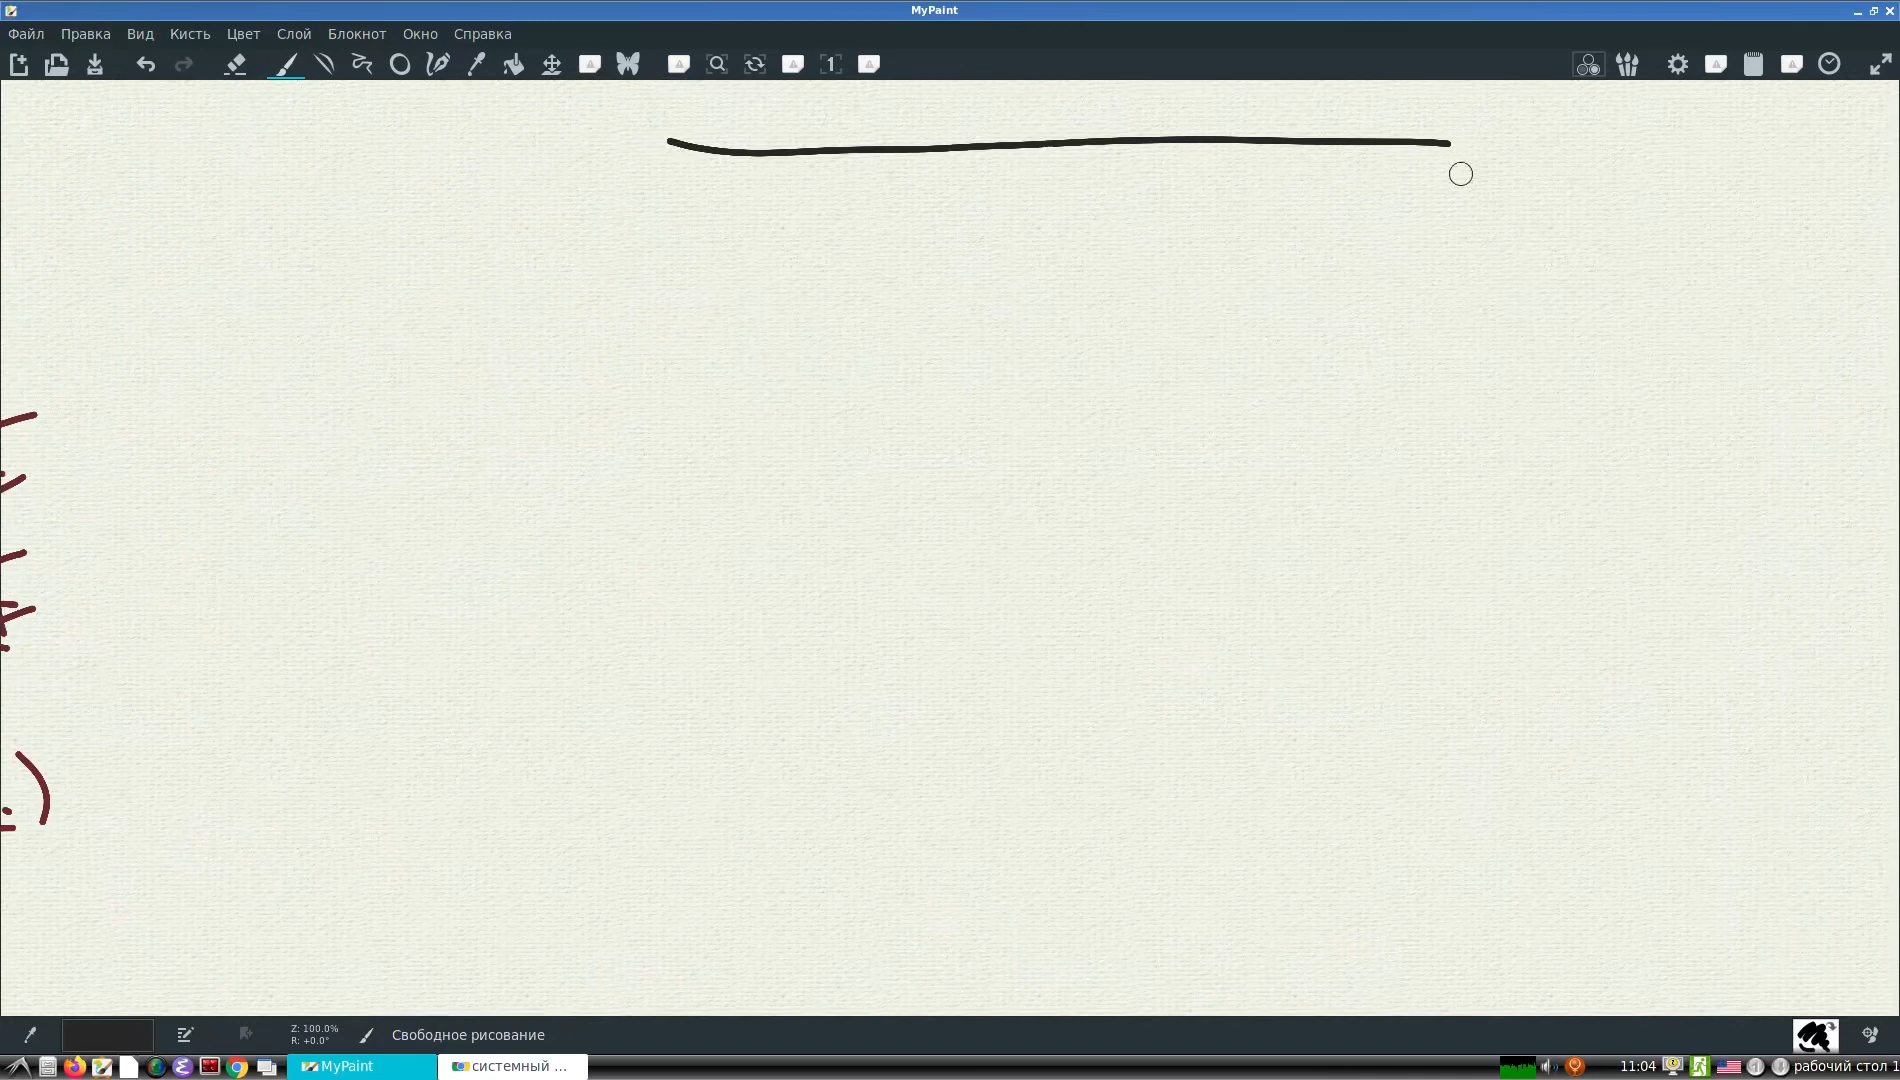 MyPaint
Файл Правка Вид Кисть Цвет Слой Блокнот Окно Справка
1
Z: 100.0%
R: +0.0°
Свободное рисование
MyPaint системный ... 11:04 рабочий стол 1